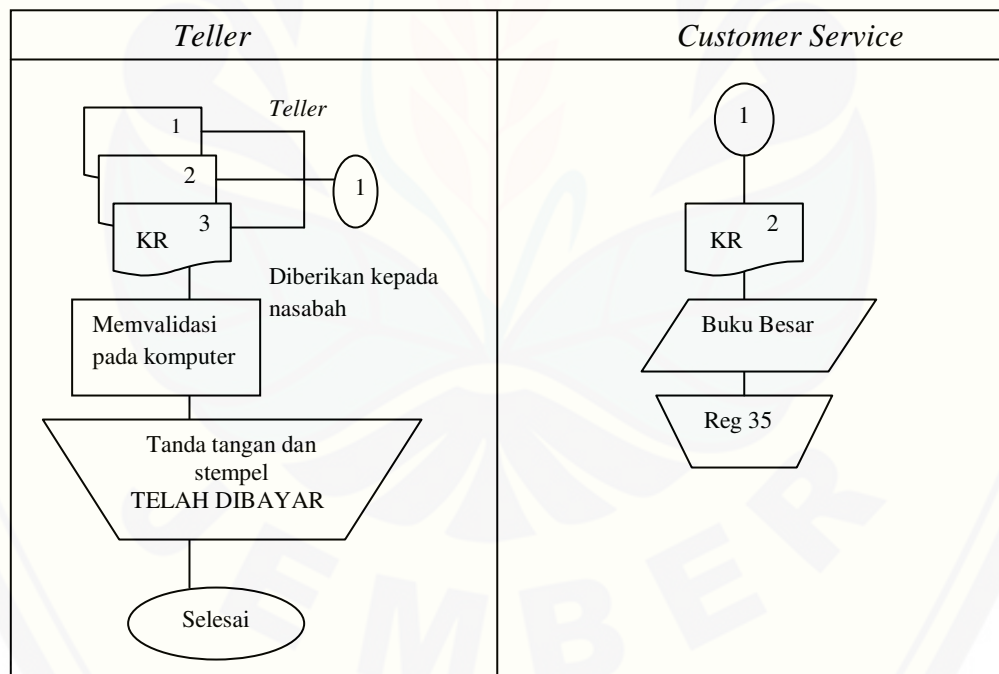 Teller
Customer Service
Teller
1
2
3
KR
1
Diberikan kepada
nasabah
Memvalidasi
pada komputer
Tanda tangan dan
stempel
TELAH DIBAYAR
Selesai
1
KR
2
Buku Besar
Reg 35
EMBER